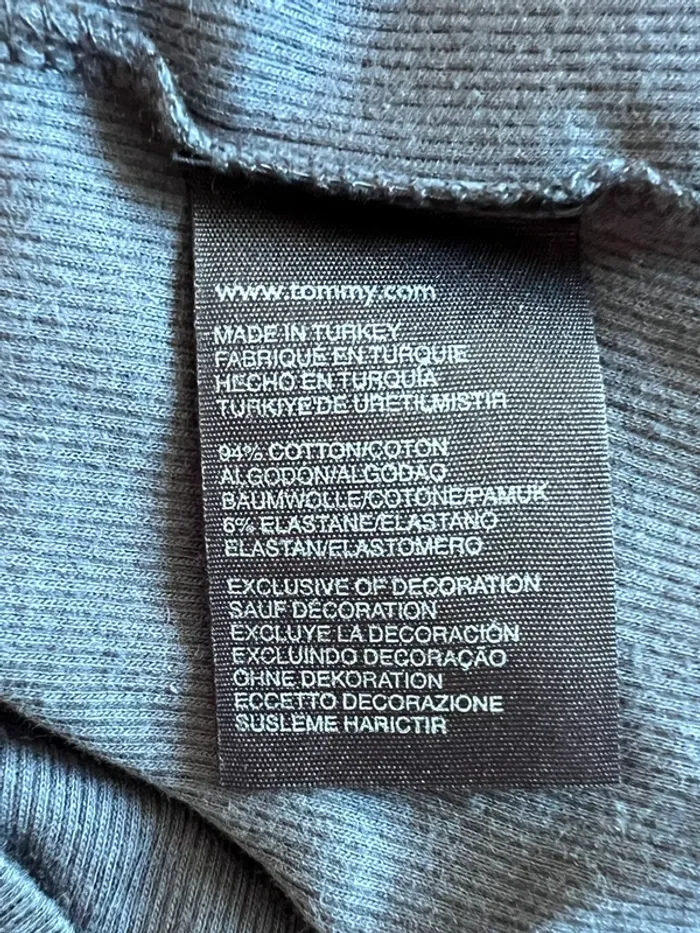 www.tommy.com
MADE IN TURKEY
FABRIQUE EN TURQUIE
HECHO EN TURQUÍA
TURKIYE'DE URETILMISTIR
94% COTTON/COTON
ALGODON/ALGODAO
BAUMWOLLE/COTONE/PAMUK
6% ELASTANE/ELASTANO
ELASTAN/ELASTOMERO
EXCLUSIVE OF DECORATION
SAUF DECORATION
EXCLUYE LA DECORACIÓN
EXCLUINDO DECORAÇÃO
OHNE DEKORATION
ECCETTO DECORAZIONE
SUSLEME HARICTIR